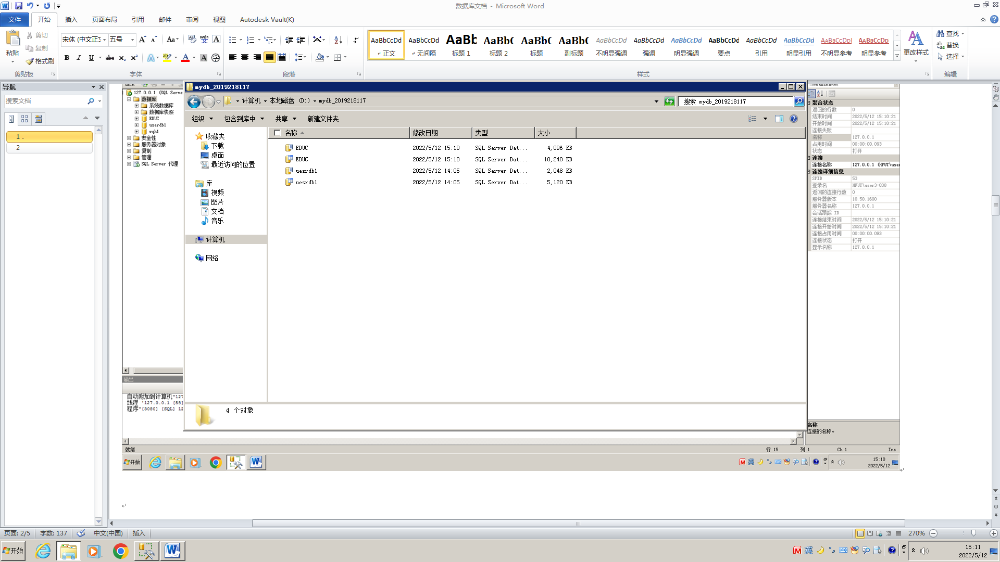 数据库文档 - Microsoft Word
文件 开始 插入 页面布局 引用 邮件 审阅 视图 Autodesk Vault(K)
粘贴 剪切 复制 格式刷 剪贴板
宋体 (中文正 五号 字体
段落
AaBbCcDd AaBbCcDd AaBb AaBbC AaBbC AaBbC AaBbCcDd AaBbCcDd AaBbCcDd AaBbCcDd AaBbCcDd AaBbCcDd AaBbCcDd AaBbCcDd
正文 无间隔 标题 1 标题 2 标题 副标题 不明显强调 强调 明显强调 要点 引用 明显引用 不明显参考 明显参考
更改样式
样式
查找
替换
选择
编辑
导航
搜索文档
1.
2
127.0.0.1 (SQL Serve
数据库
系统数据库
数据库快照
EDUC
userdb1
wqh1
安全性
服务器对象
复制
管理
SQL Server 代理
mydb_2019218117
计算机 本地磁盘 (D:) mydb_2019218117
搜索 mydb_2019218117
组织 包含到库中 共享 新建文件夹
收藏夹
下载
桌面
最近访问的位置
库
视频
图片
文档
音乐
计算机
网络
名称 修改日期 类型 大小
EDUC 2022/5/12 15:10 SQL Server Dat... 4,096 KB
EDUC 2022/5/12 15:10 SQL Server Dat... 10,240 KB
uesrdb1 2022/5/12 14:05 SQL Server Dat... 2,048 KB
uesrdb1 2022/5/12 14:05 SQL Server Dat... 5,120 KB
4 个对象
聚合状态
返回的行数 0
结束时间 2022/5/12 15:10:21
开始时间 2022/5/12 15:10:21
连接失败
名称 127.0.0.1
占用时间 00:00:00.093
状态 打开
连接
连接名称 127.0.0.1 (HFUT\user
连接详细信息
SPID 53
登录名 HFUT\user3-038
返回的连接行数 0
服务器版本 10.50.1600
服务器名称 127.0.0.1
会话跟踪 ID
连接结束时间 2022/5/12 15:10:21
连接开始时间 2022/5/12 15:10:21
连接占用时间 00:00:00.093
连接状态 打开
显示名称 127.0.0.1
名称
连接的名称。
输出
自动附加到计算机"127
线程 '127.0.0.1 [58]
程序"[3080] [SQL] 12
就绪 行 15 列 1 Ch 1 Ins
开始
英
15:10
2022/5/12
页面: 2/5 字数: 137 中文(中国) 插入 270%
开始
英
15:11
2022/5/12